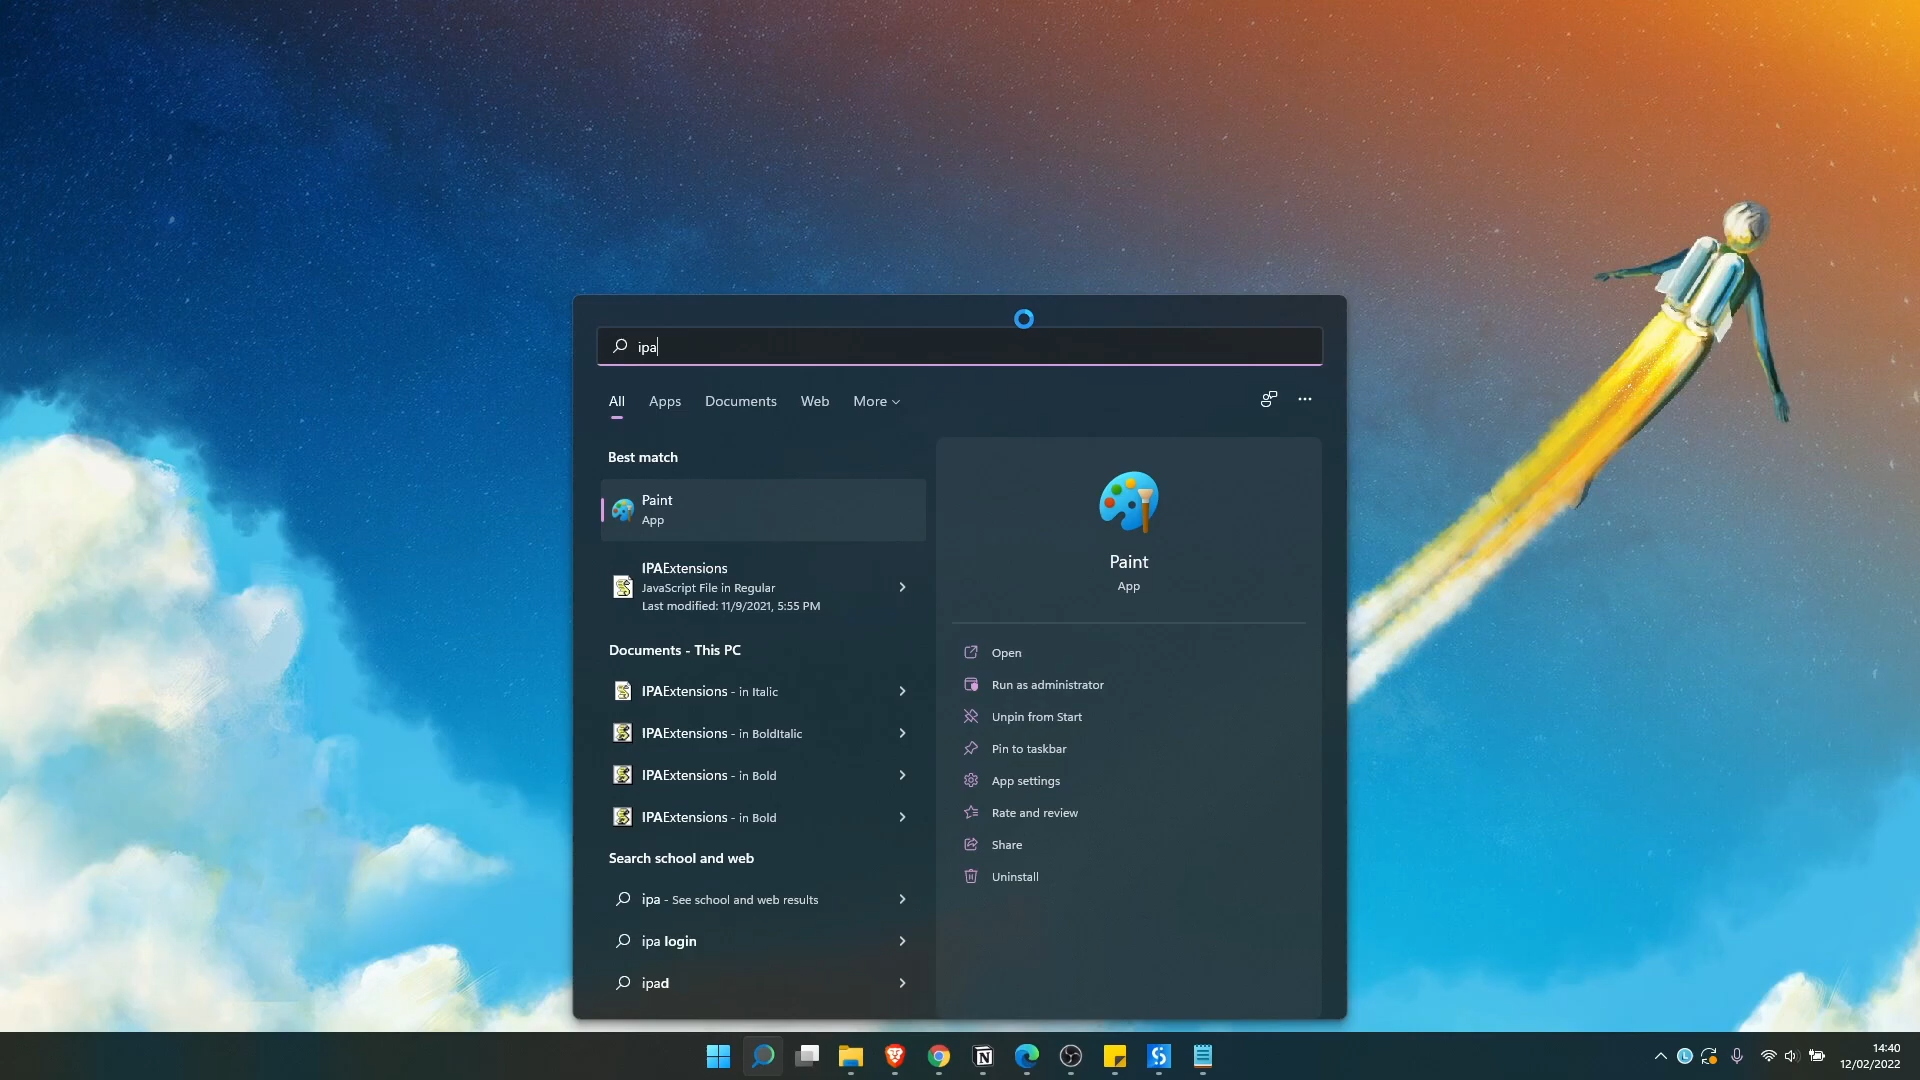 ipa
All Apps Documents Web More
Best match
Paint
App
IPAExtensions
JavaScript File in Regular
Last modified: 11/9/2021, 5:55 PM
Documents - This PC
IPAExtensions - in Italic
IPAExtensions - in BoldItalic
IPAExtensions - in Bold
IPAExtensions - in Bold
Search school and web
ipa - See school and web results
ipa login
ipad
Paint
App
Open
Run as administrator
Unpin from Start
Pin to taskbar
App settings
Rate and review
Share
Uninstall
14:40
12/02/2022